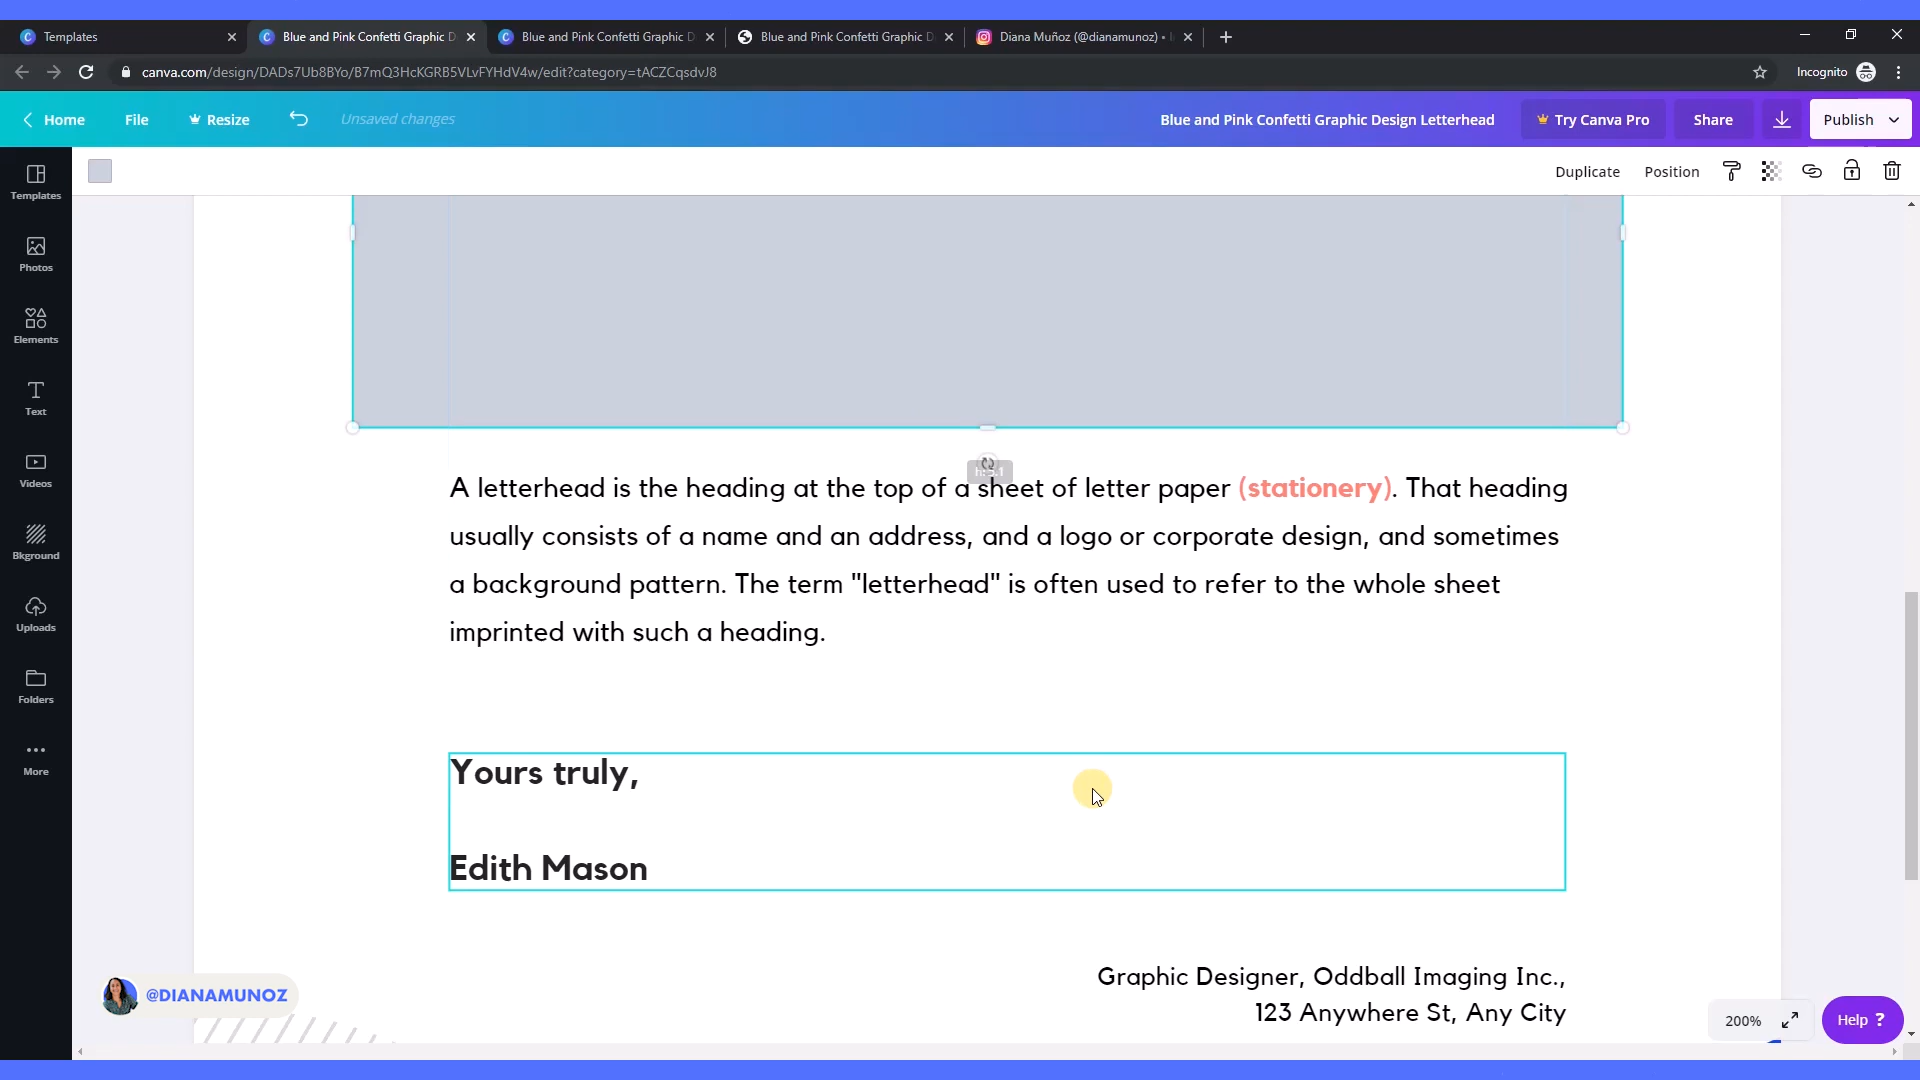 Templates
Blue and Pink Confetti Graphic D
Blue and Pink Confetti Graphic D
Blue and Pink Confetti Graphic D
Diana Muñoz (@dianamunoz) •
canva.com/design/DADs7Ub8BYo/B7mQ3HcKGRB5VLvFYHdV4w/edit?category=tACZCqsdvJ8
Incognito
Home
File
Resize
Unsaved changes
Blue and Pink Confetti Graphic Design Letterhead
Try Canva Pro
Share
Publish
Duplicate
Position
Templates
Photos
Elements
Text
Videos
Bkground
Uploads
Folders
More
A letterhead is the heading at the top of a sheet of letter paper (stationery). That heading
usually consists of a name and an address, and a logo or corporate design, and sometimes
a background pattern. The term "letterhead" is often used to refer to the whole sheet
imprinted with such a heading.
Yours truly,
Edith Mason
Graphic Designer, Oddball Imaging Inc.,
123 Anywhere St, Any City
@DIANAMUNOZ
200%
Help ?